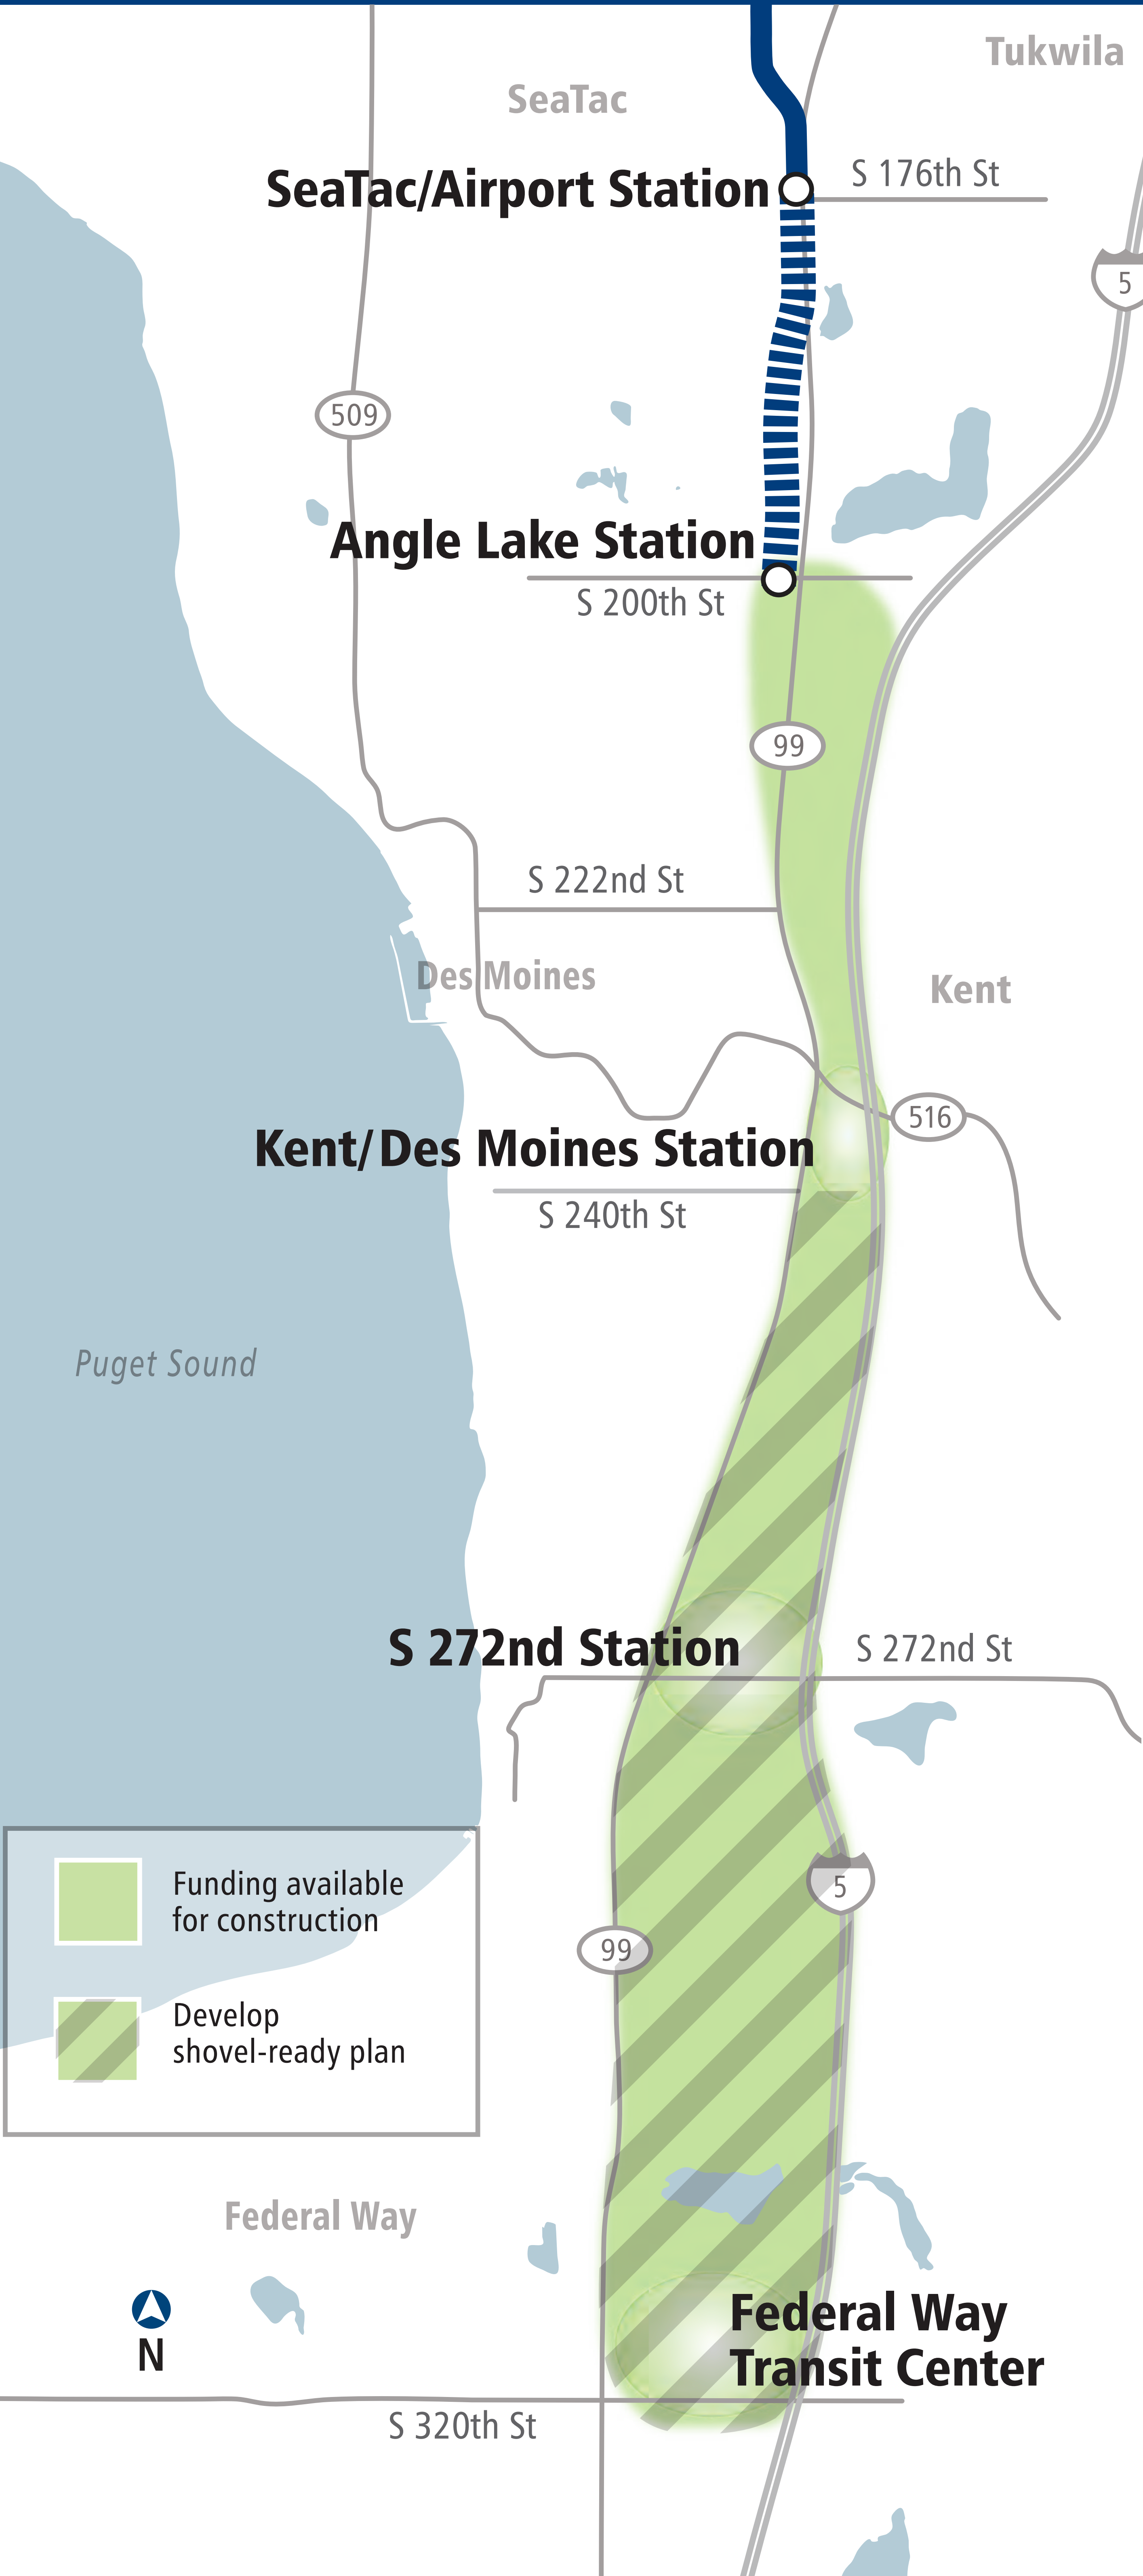 Tukwila
SeaTac
S 176th St
SeaTac/Airport Station
5
509
Angle Lake Station
S 200th St
99
S 222nd St
Des Moines
Kent
516
Kent/Des Moines Station
S 240th St
Puget Sound
S 272nd Station
S 272nd St
Funding available
for construction
5
99
Develop
shovel-ready plan
Federal Way
Federal Way
Transit Center
N
S 320th St